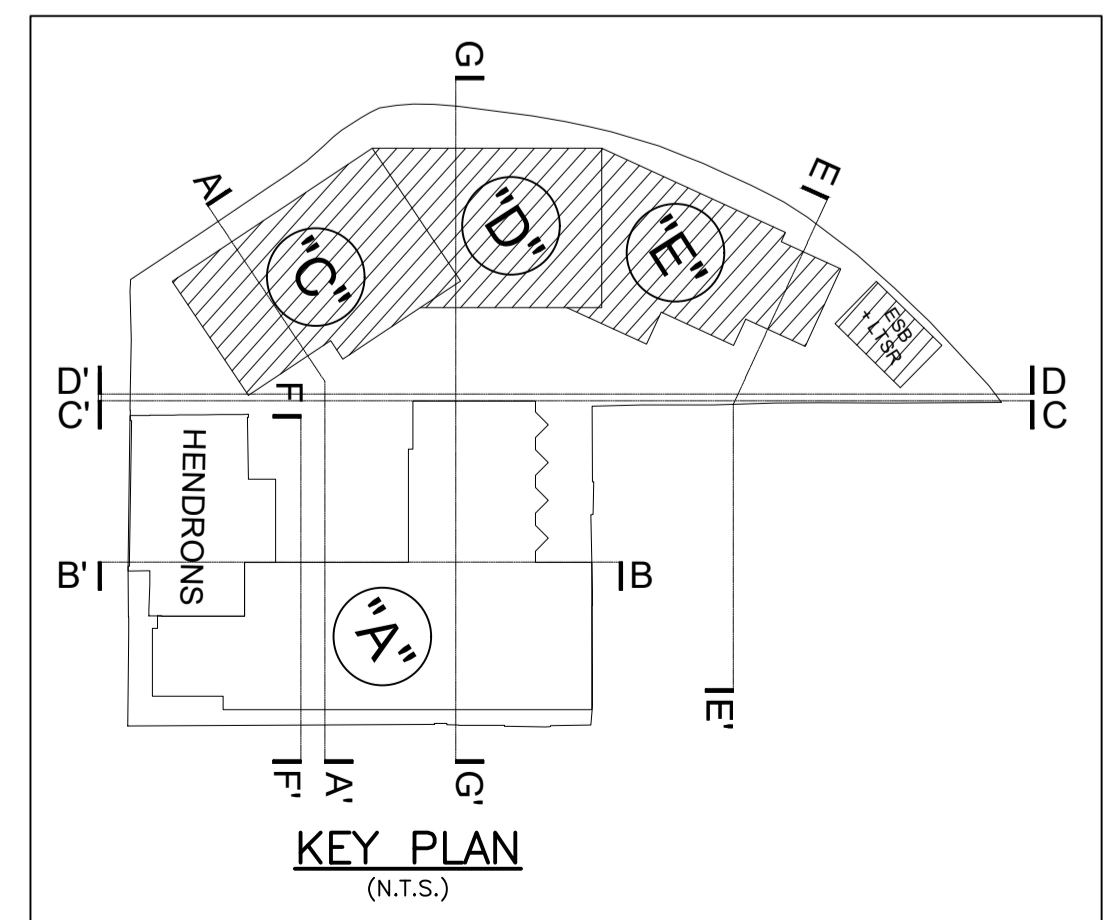 G
A
E
"C"
"D"
"E"
ESB
+ LTSR
D'
D
C'
C
F
HENDRONS
B'
B
"A"
E'
F'
A'
G'
KEY PLAN
(N.T.S.)